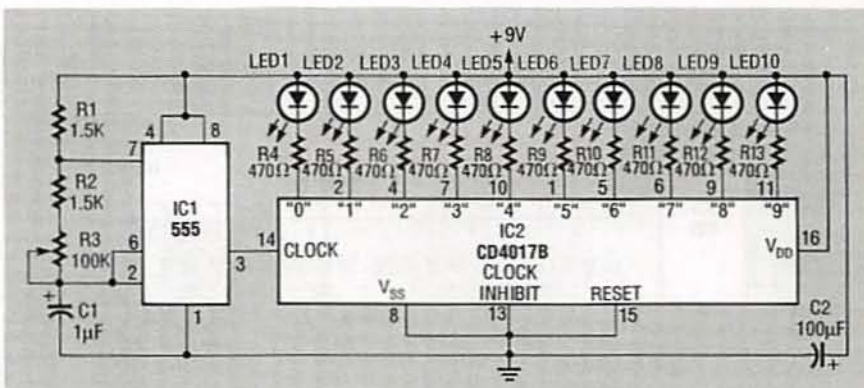 +9V
LED1 LED2 LED3 LED4 LED5 LED6 LED7 LED8 LED9 LED10
R1
1.5K
4 8
7
R2
1.5K
R3
100K
6
2
IC1
555
3
1
C1
1µF
+
R4
470Ω
R5
470Ω
R6
470Ω
R7
470Ω
R8
470Ω
R9
470Ω
R10
470Ω
R11
470Ω
R12
470Ω
R13
470Ω
3 2 4 7 10 1 5 6 9 11
"0" "1" "2" "3" "4" "5" "6" "7" "8" "9"
14 CLOCK
IC2
CD4017B
CLOCK
INHIBIT
VSS
RESET
VDD 16
8 13 15
C2
100µF
+